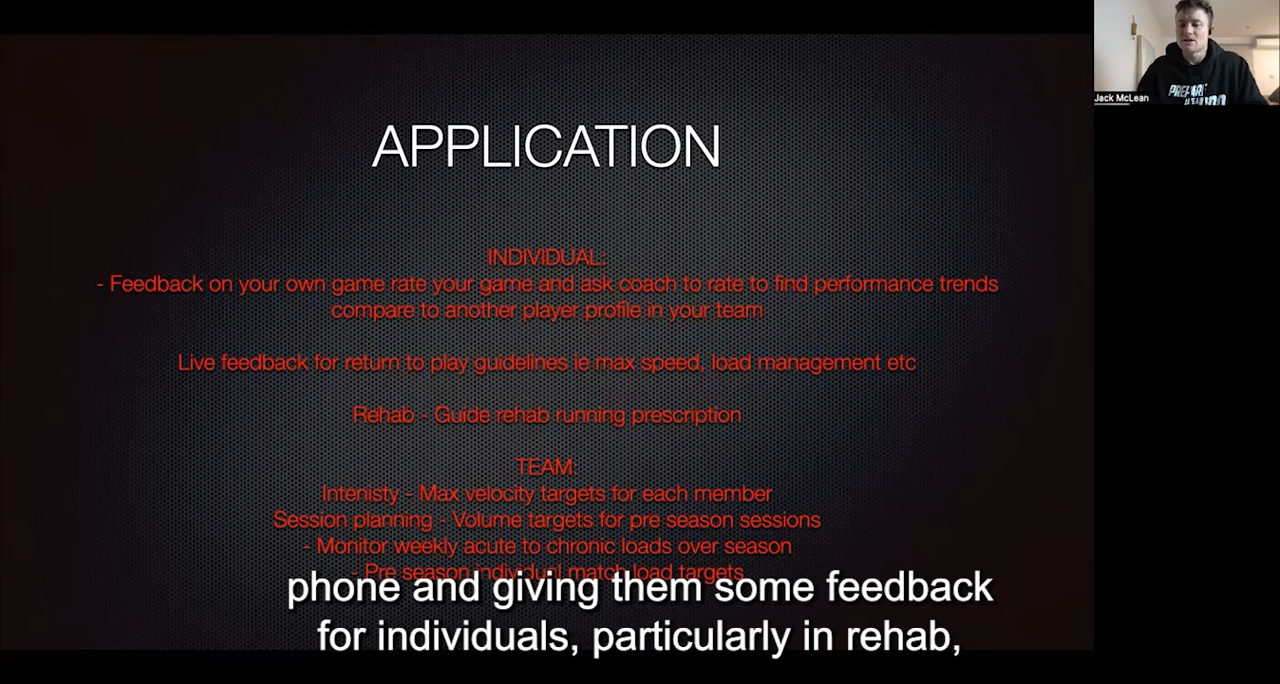 APPLICATION
INDIVIDUAL:
- Feedback on your own game rate your game and ask coach to rate to find performance trends
compare to another player profile in your team
Live feedback for return to play guidelines ie max speed, load management etc
Rehab - Guide rehab running prescription
TEAM:
Intenisty - Max velocity targets for each member
Session planning - Volume targets for pre season sessions
- Monitor weekly acute to chronic loads over season
- Pre season individual match load targets
phone and giving them some feedback
for individuals, particularly in rehab,
Jack McLean